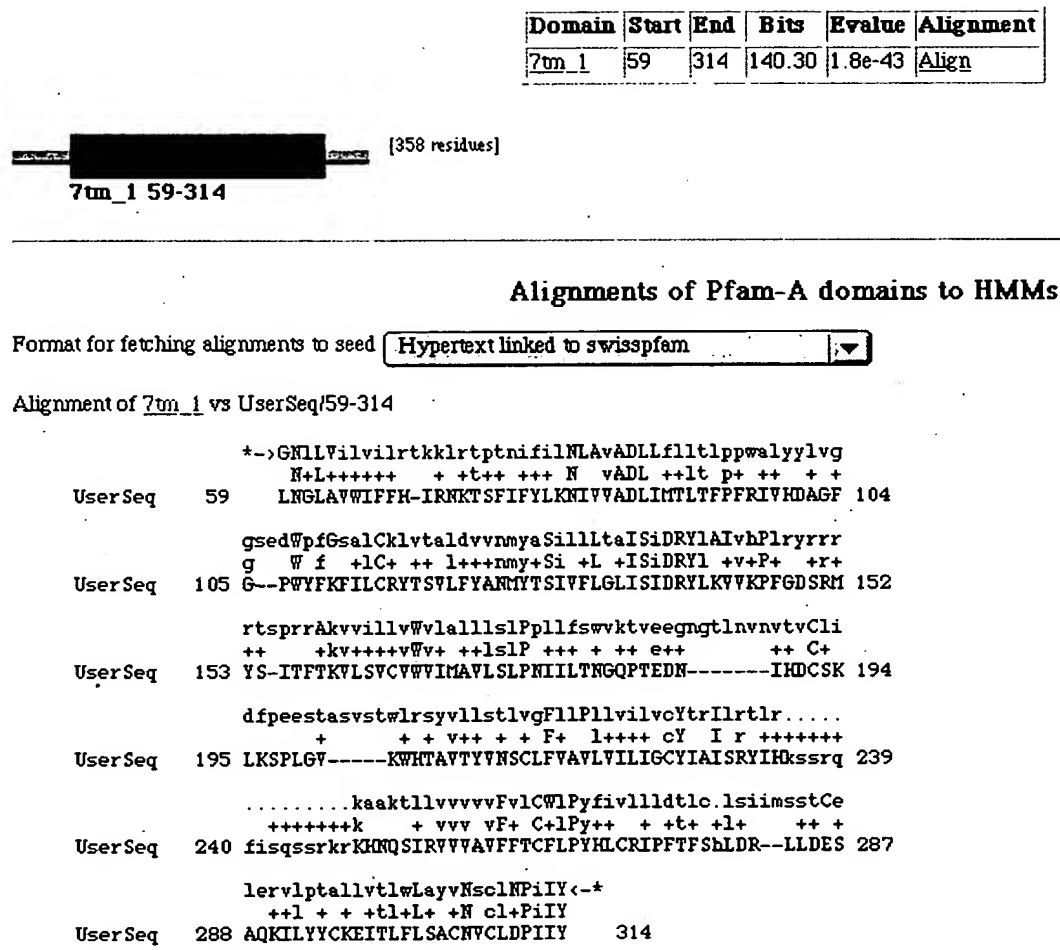 Domain Start End Bits Evalue Alignment
7tm_1 59 314 140.30 1.8e-43 Align
[358 residues]
7tm_1 59-314
Alignments of Pfam-A domains to HMMs
Format for fetching alignments to seed Hypertext linked to swisspfam
Alignment of 7tm_1 vs UserSeq/59-314
*->GNlLVilvilrtkklrtptnifilNLAvADLLflltlppwalyylvg
N+L++++++ + +t++ +++ N vADL ++lt p+ ++ + +
UserSeq 59 LNGLAVWIFFH-IRNKTSFIFYLKNIVVADLIMTLTFPFRIVHDAGF 104
gsedWpfGsalCklvtaldvvnmyaSillLtaISiDRYlAIvhPlryrrr
g W f +lC+ ++ l+++nmy+Si +L +ISiDRYl +v+P+ +r+
UserSeq 105 G--PWYFKFILCRYTSVLFYANMYTSIVFLGLISIDRYLKVVKPFGDSRM 152
rtsprrAkvvillvWvlalllslPpllfswvktveegngtlnvnvtvCli
++ +kv++++vWv+ ++lslP +++ + ++ e++ ++ C+
UserSeq 153 YS-ITFTKVLSVCVWVIMAVLSLPNIILTNGQPTEDN-------IHDCSK 194
dfpeestasvstwlrsyvllstlvgFllPllvilvcYtrIlrtlr.....
+ + + v++ + + F+ l++++ cY I r +++++++
UserSeq 195 LKSPLGV-----KWHTAVTYVNSCLFVAVLVILIGCYIAISRYIHkssrq 239
.........kaaktllvvvvvFvlCWlPyfivllldtlc.lsiimsstCe
+++++++k + vvv vF+ C+lPy++ + +t+ +l+ ++ +
UserSeq 240 fisqssrkrKHNQSIRVVVAVFFTCFLPYHLCRIPFTFShLDR--LLDES 287
lervlptallvtlwLayvNsclNPiIY<-*
++l + + +tl+L+ +N cl+PiIY
UserSeq 288 AQKILYYCKEITLFLSACNVCLDPIIY 314